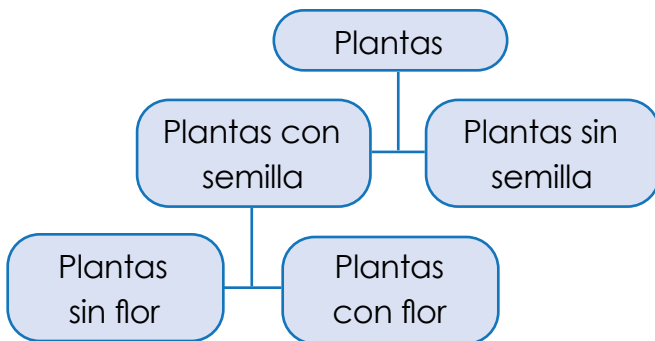 Plantas
Plantas con
semilla
Plantas sin
semilla
Plantas
sin flor
Plantas
con flor